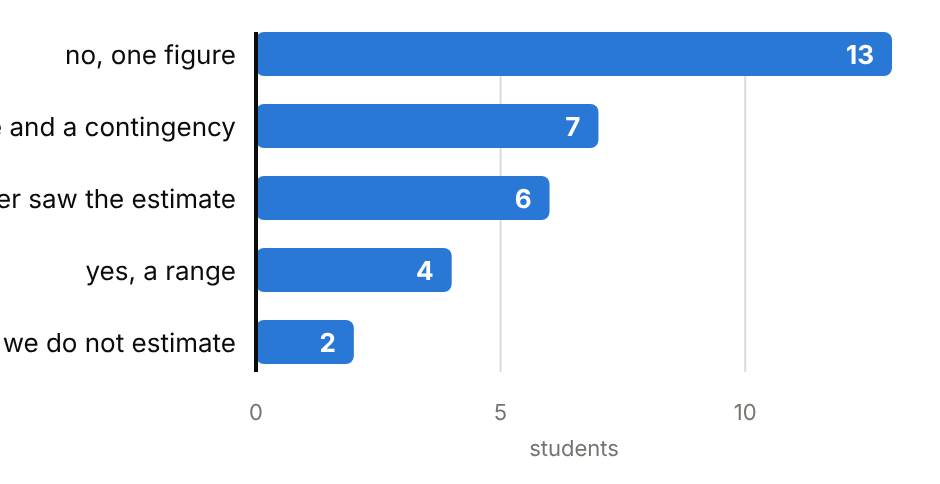 no, one figure
13
and a contingency
7
saw the estimate
6
yes, a range
4
we do not estimate
2
0 5 10
students